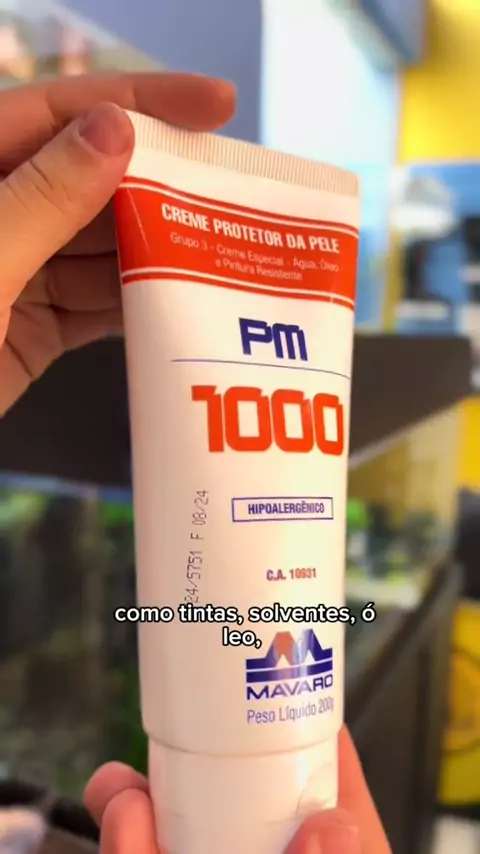 CREME PROTETOR DA PELE
Grupo 3 - Creme Especial - Água, Óleo
e Pintura Resistente
PM
1000
HIPOALERGÊNICO
24/5751 F 08/24
C.A. 10931
como tintas, solventes, ó
leo,
MAVARO
Peso Líquido 200g